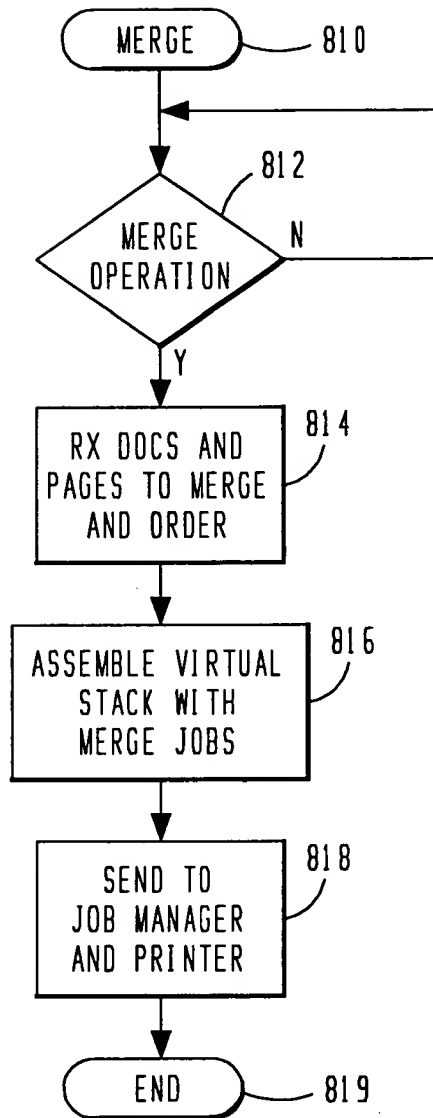 MERGE
810
812
MERGE
OPERATION
N
Y
814
RX DOCS AND
PAGES TO MERGE
AND ORDER
816
ASSEMBLE VIRTUAL
STACK WITH
MERGE JOBS
818
SEND TO
JOB MANAGER
AND PRINTER
END
819